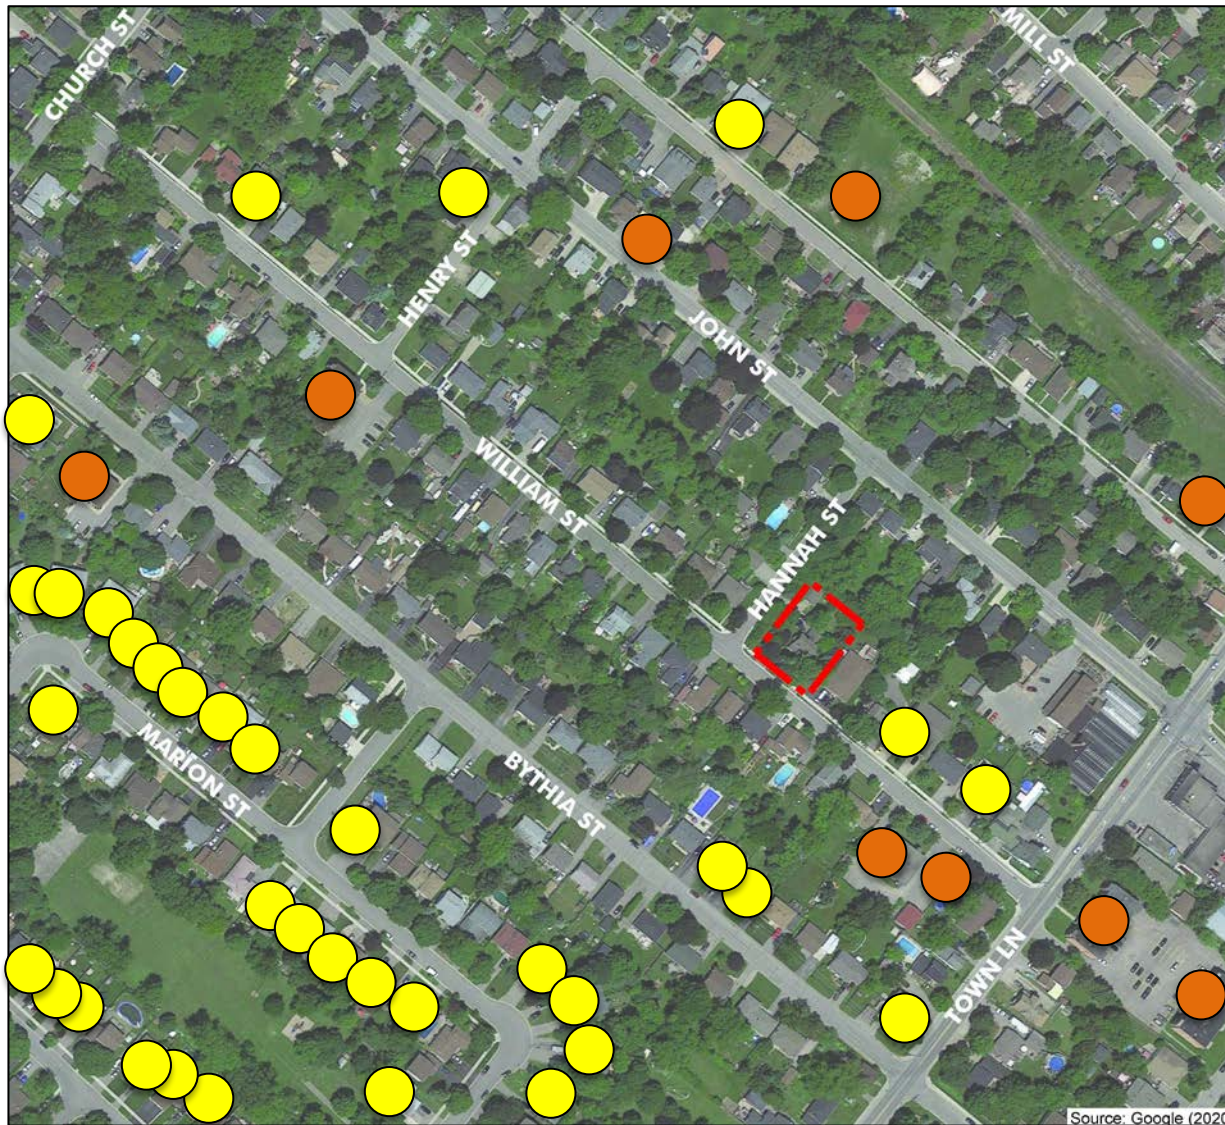 CHURCH ST
MILL ST
HENRY ST
JOHN ST
WILLIAM ST
HANNAH ST
MARION ST
BYTHIA ST
TOWN LN
Source: Google (2020